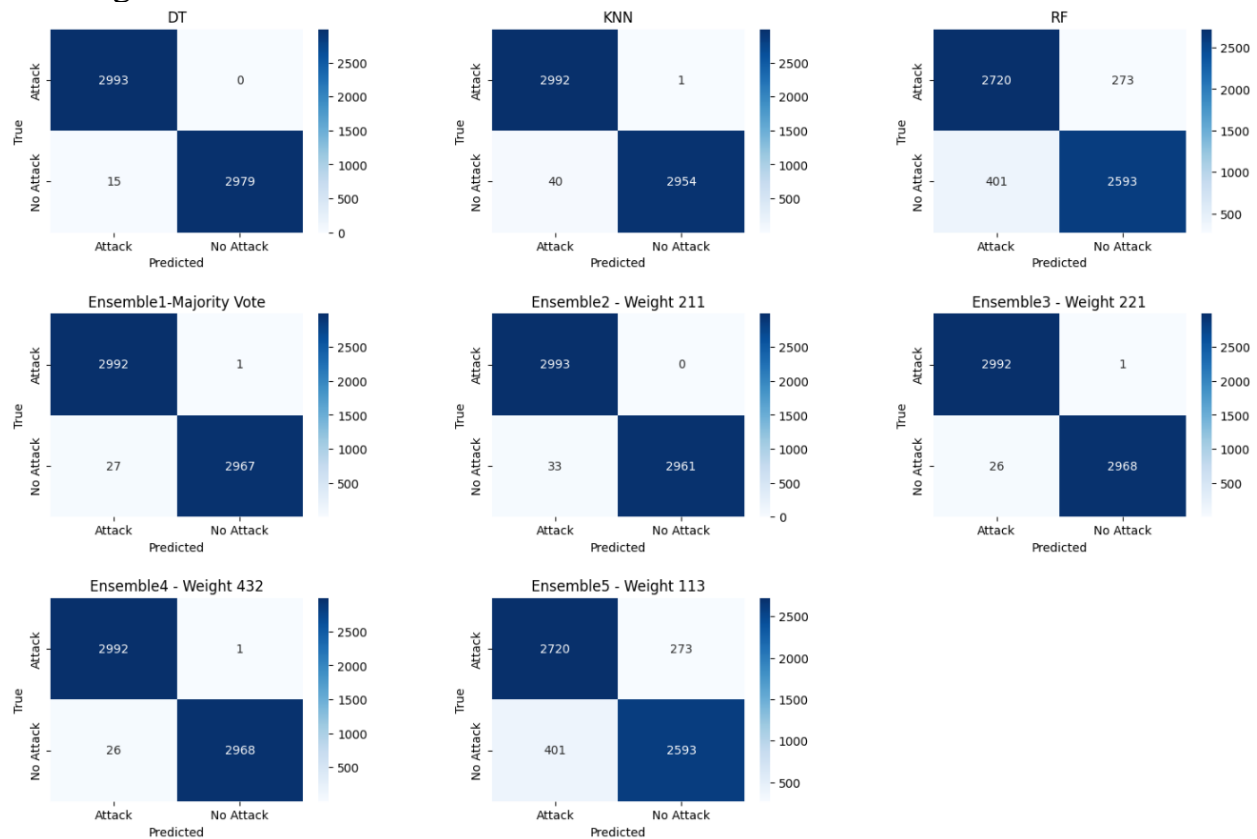 DT
2993 0
15 2979
Attack
No Attack
True
Attack No Attack
Predicted
2500
2000
1500
1000
500
0
KNN
2992 1
40 2954
Attack
No Attack
True
Attack No Attack
Predicted
2500
2000
1500
1000
500
RF
2720 273
401 2593
Attack
No Attack
True
Attack No Attack
Predicted
2500
2000
1500
1000
500
Ensemble1-Majority Vote
2992 1
27 2967
Attack
No Attack
True
Attack No Attack
Predicted
2500
2000
1500
1000
500
Ensemble2 - Weight 211
2993 0
33 2961
Attack
No Attack
True
Attack No Attack
Predicted
2500
2000
1500
1000
500
0
Ensemble3 - Weight 221
2992 1
26 2968
Attack
No Attack
True
Attack No Attack
Predicted
2500
2000
1500
1000
500
Ensemble4 - Weight 432
2992 1
26 2968
Attack
No Attack
True
Attack No Attack
Predicted
2500
2000
1500
1000
500
Ensemble5 - Weight 113
2720 273
401 2593
Attack
No Attack
True
Attack No Attack
Predicted
2500
2000
1500
1000
500